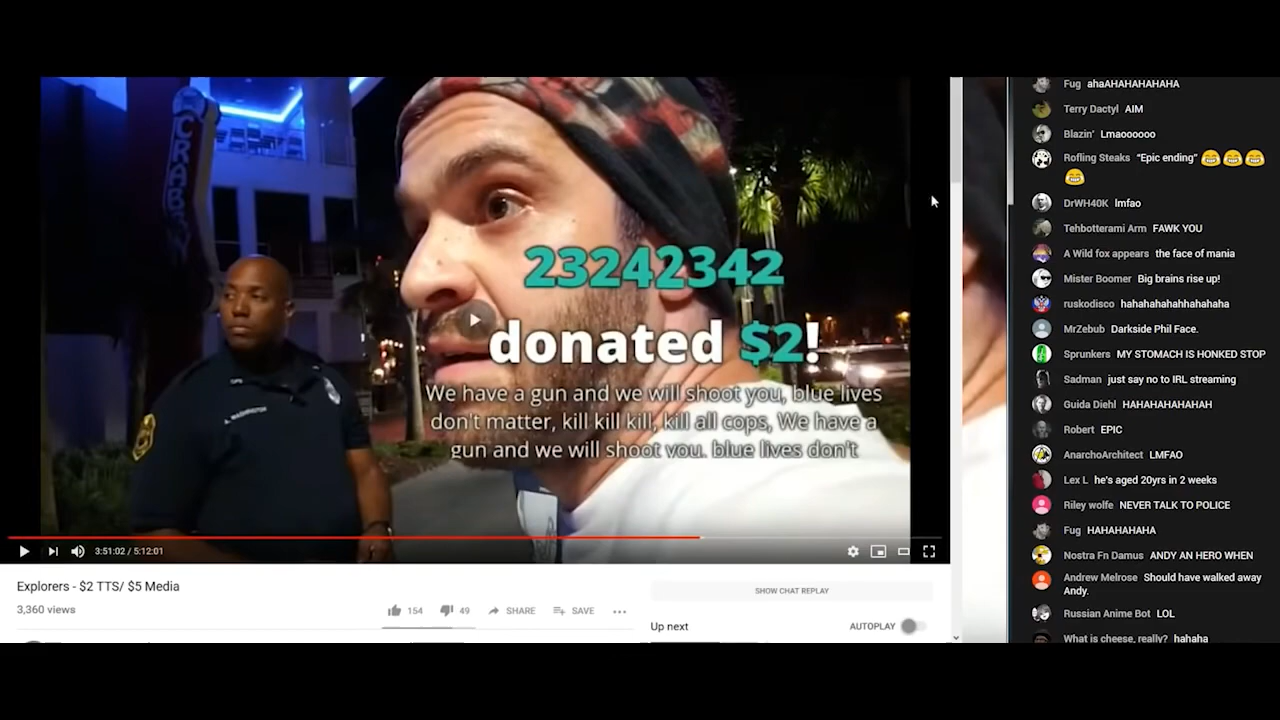 CRABBY
OPD
A. WASHINGTON
23242342
donated $2!
We have a gun and we will shoot you, blue lives
don't matter, kill kill kill, kill all cops, We have a
gun and we will shoot you. blue lives don't
3:51:02 / 5:12:01
Explorers - $2 TTS/ $5 Media
3,360 views
154
49
SHARE
SAVE
SHOW CHAT REPLAY
Up next
AUTOPLAY
Fug ahaAHAHAHAHAHA
Terry Dactyl AIM
Blazin' Lmaoooooo
Rofling Steaks “Epic ending” 😂😂😂
😂
DrWH40K lmfao
Tehbotterami Arm FAWK YOU
A Wild fox appears the face of mania
Mister Boomer Big brains rise up!
ruskodisco hahahahahahhahahaha
MrZebub Darkside Phil Face.
Sprunkers MY STOMACH IS HONKED STOP
Sadman just say no to IRL streaming
Guida Diehl HAHAHAHAHAHAH
Robert EPIC
AnarchoArchitect LMFAO
Lex L he's aged 20yrs in 2 weeks
Riley wolfe NEVER TALK TO POLICE
Fug HAHAHAHAHA
Nostra Fn Damus ANDY AN HERO WHEN
Andrew Melrose Should have walked away
Andy.
Russian Anime Bot LOL
What is cheese, really? hahaha